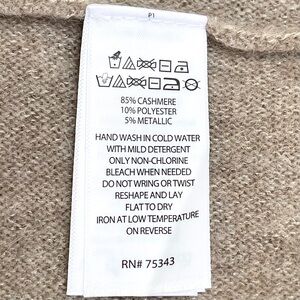 85% CASHMERE
10% POLYESTER
5% METALLIC
HAND WASH IN COLD WATER
WITH MILD DETERGENT
ONLY NON-CHLORINE
BLEACH WHEN NEEDED
DO NOT WRING OR TWIST
RESHAPE AND LAY
FLAT TO DRY
IRON AT LOW TEMPERATURE
ON REVERSE
RN# 75343